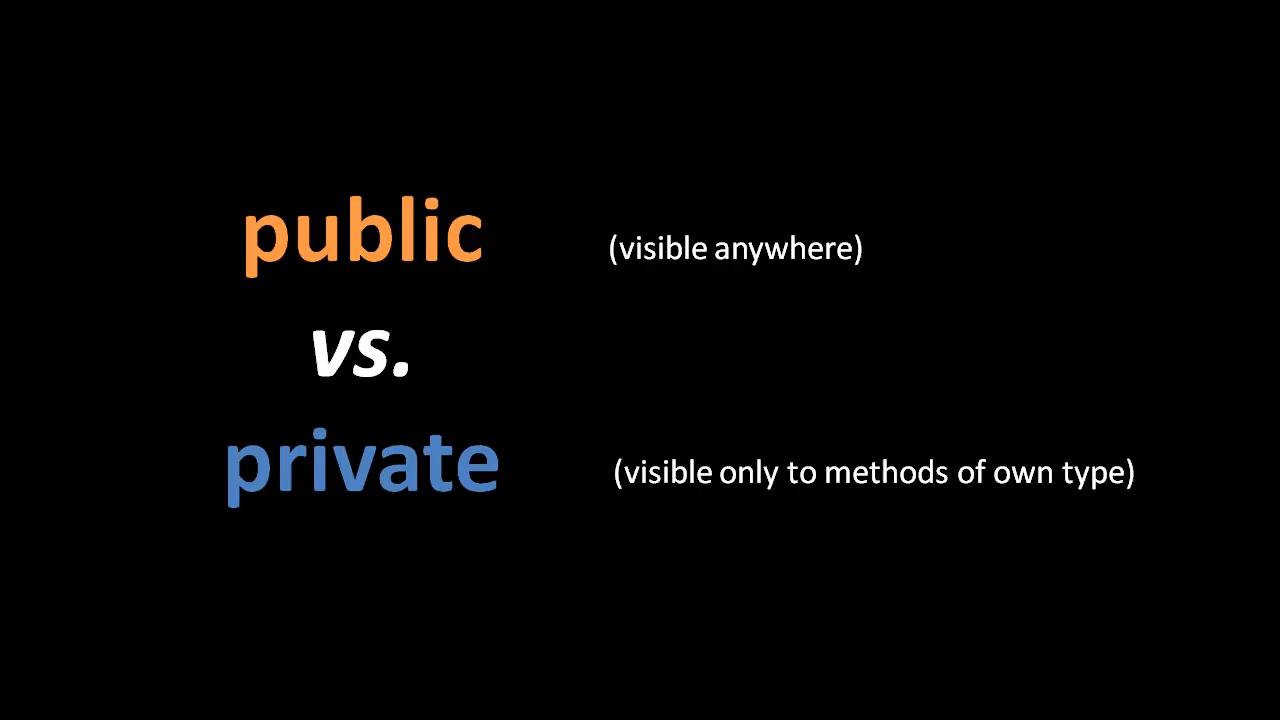 public (visible anywhere)
vs.
private (visible only to methods of own type)